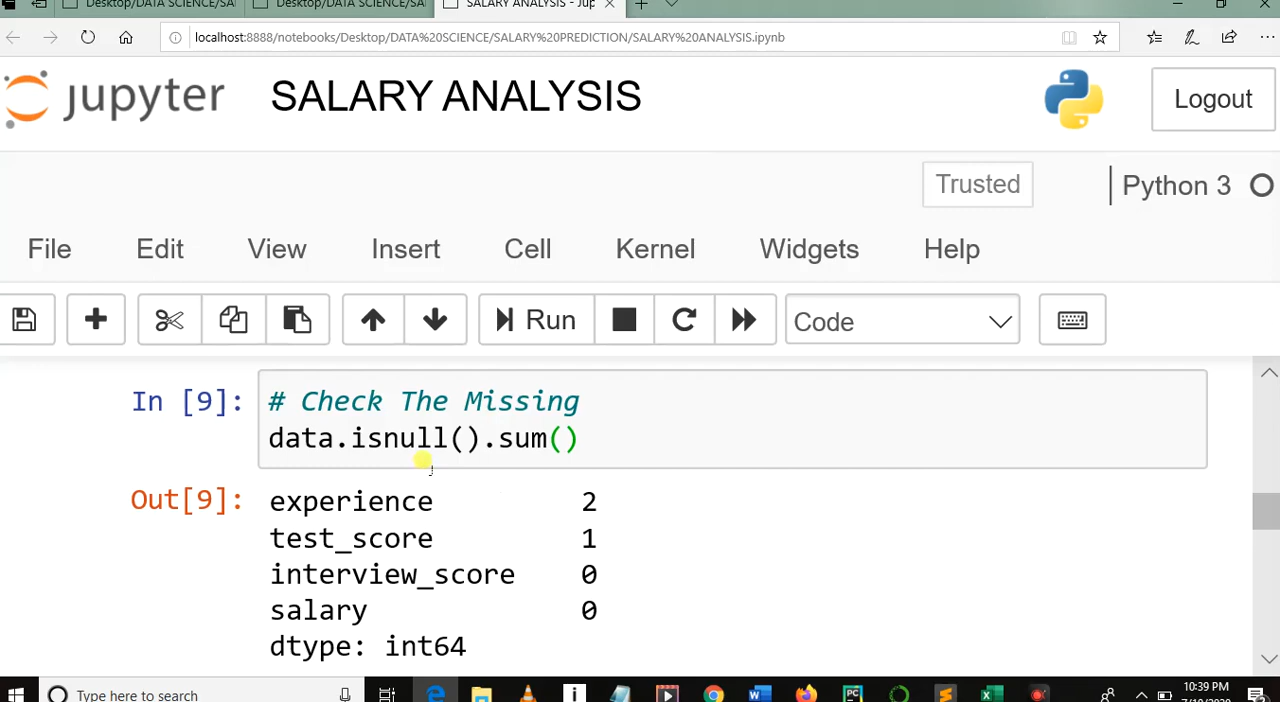 Desktop/DATA SCIENCE/SAL
Desktop/DATA SCIENCE/SAL
SALARY ANALYSIS - Jup
localhost:8888/notebooks/Desktop/DATA%20SCIENCE/SALARY%20PREDICTION/SALARY%20ANALYSIS.ipynb
jupyter SALARY ANALYSIS Logout
Trusted Python 3
File Edit View Insert Cell Kernel Widgets Help
Run Code
In [9]: # Check The Missing
data.isnull().sum()
Out[9]: experience 2
test_score 1
interview_score 0
salary 0
dtype: int64
Type here to search
10:39 PM